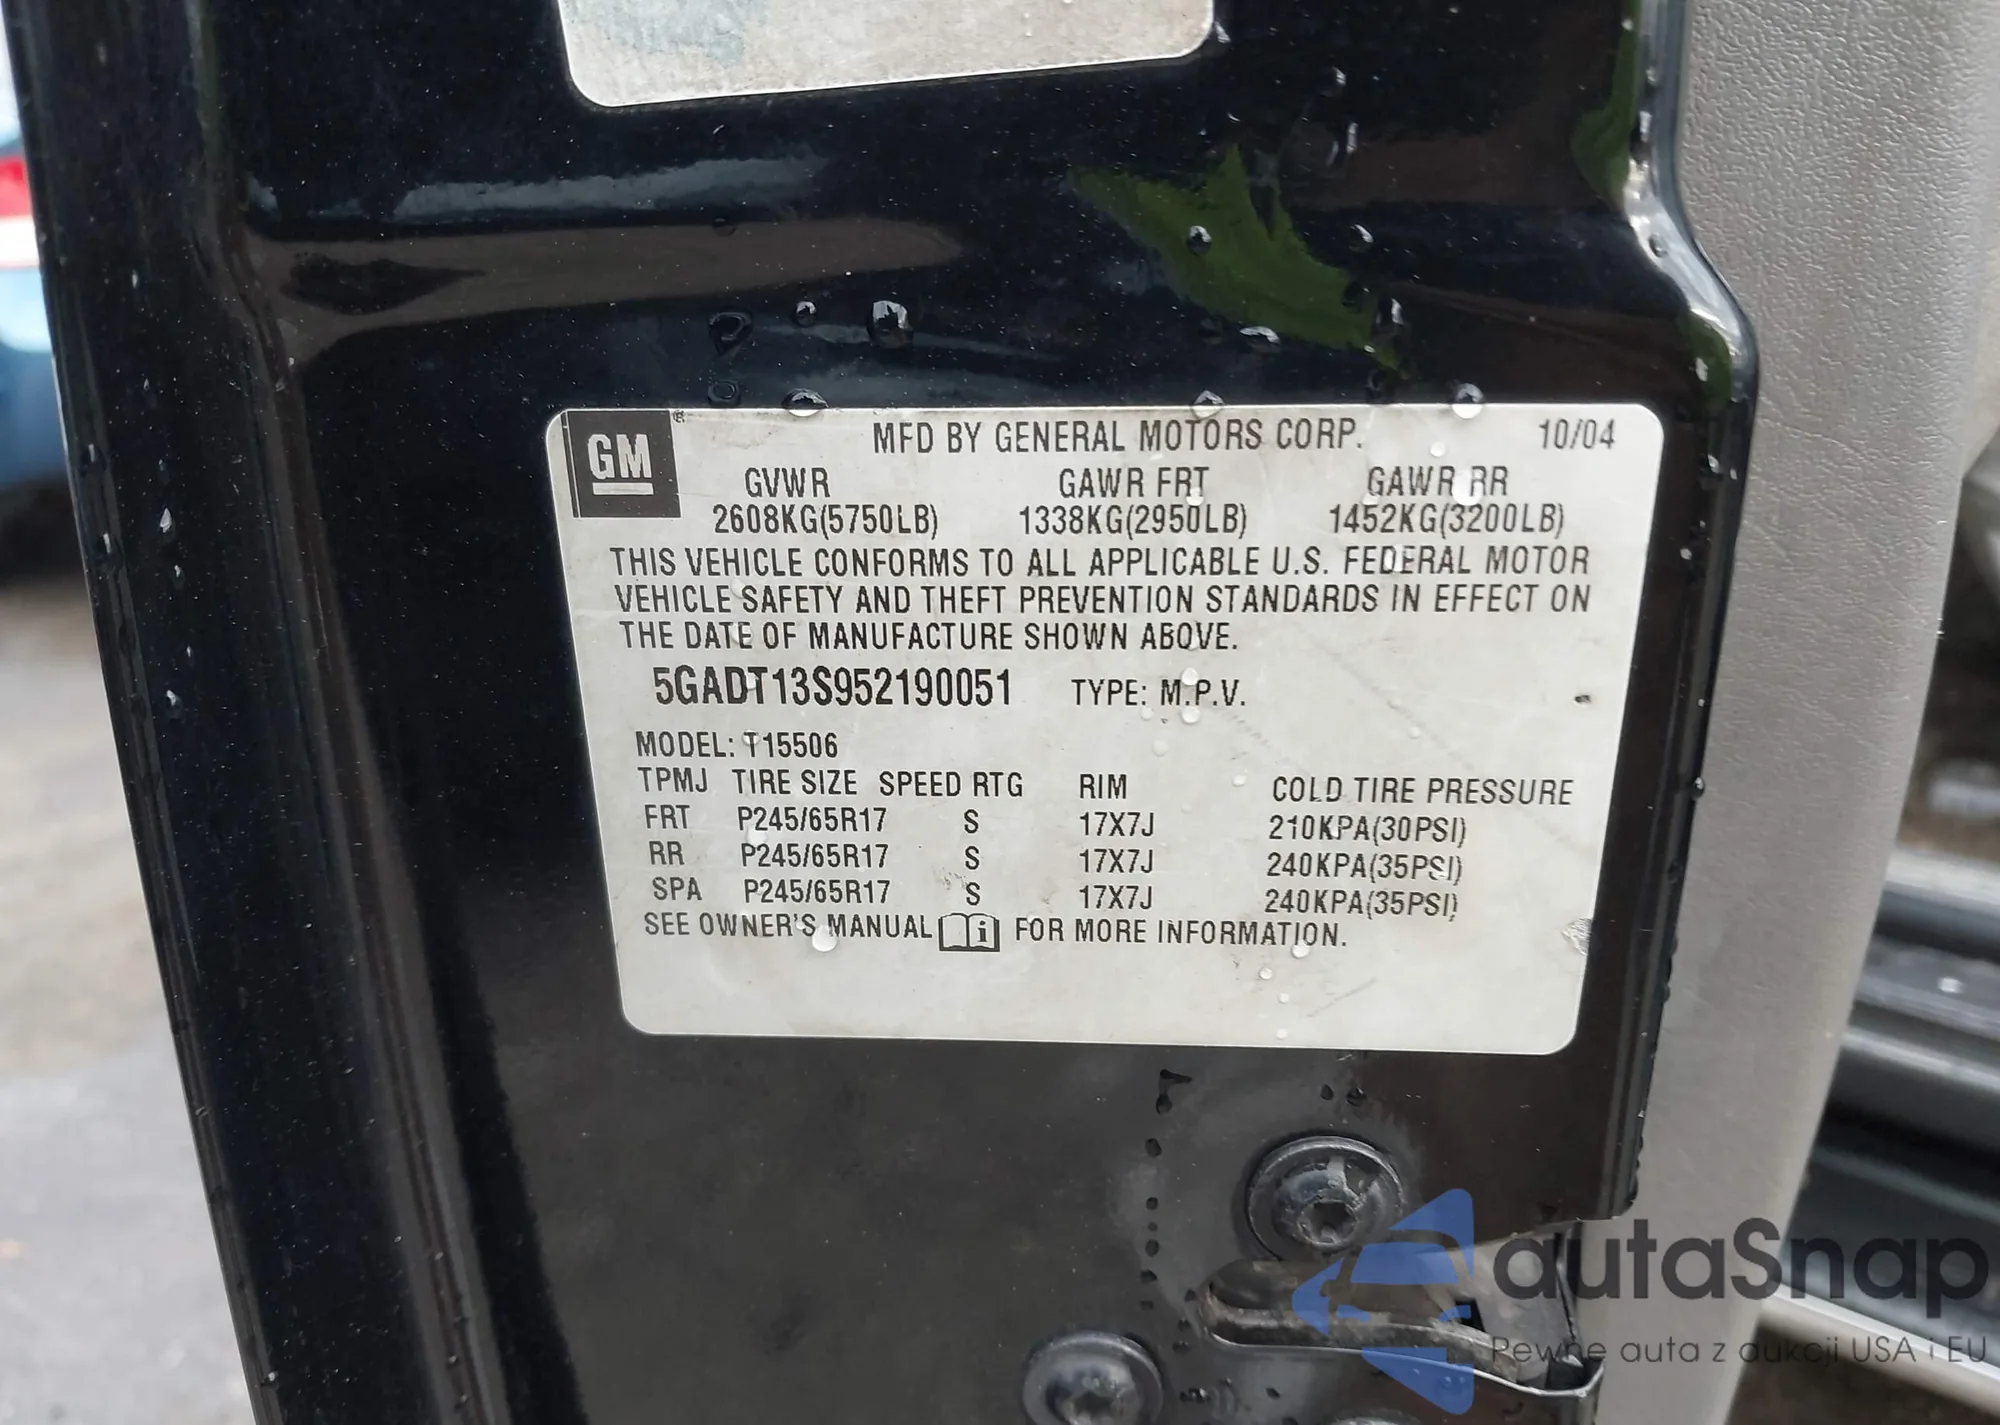 GM ® MFD BY GENERAL MOTORS CORP. 10/04
GVWR GAWR FRT GAWR RR
2608KG(5750LB) 1338KG(2950LB) 1452KG(3200LB)
THIS VEHICLE CONFORMS TO ALL APPLICABLE U.S. FEDERAL MOTOR
VEHICLE SAFETY AND THEFT PREVENTION STANDARDS IN EFFECT ON
THE DATE OF MANUFACTURE SHOWN ABOVE.
5GADT13S952190051 TYPE: M.P.V.
MODEL: T15506
TPMJ TIRE SIZE SPEED RTG RIM COLD TIRE PRESSURE
FRT P245/65R17 S 17X7J 210KPA(30PSI)
RR P245/65R17 S 17X7J 240KPA(35PSI)
SPA P245/65R17 S 17X7J 240KPA(35PSI)
SEE OWNER'S MANUAL i FOR MORE INFORMATION.
autaSnap
Pewne auta z aukcji USA i EU